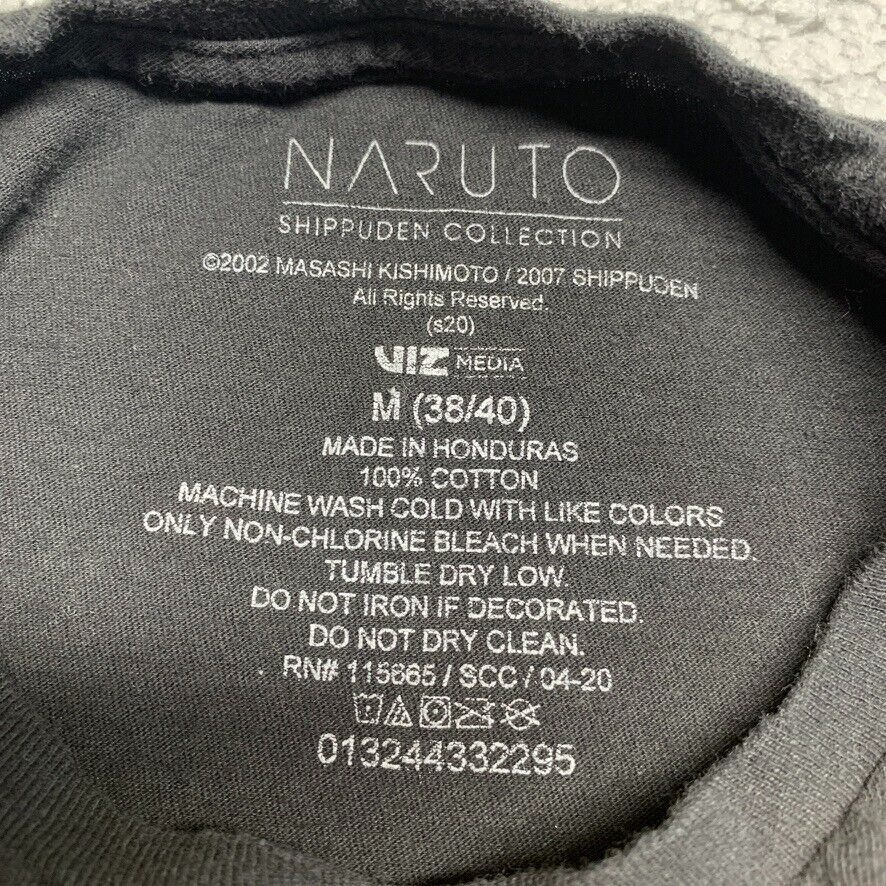 NARUTO
SHIPPUDEN COLLECTION
©2002 MASASHI KISHIMOTO / 2007 SHIPPUDEN
All Rights Reserved.
(s20)
VIZ MEDIA
M (38/40)
MADE IN HONDURAS
100% COTTON
MACHINE WASH COLD WITH LIKE COLORS
ONLY NON-CHLORINE BLEACH WHEN NEEDED.
TUMBLE DRY LOW.
DO NOT IRON IF DECORATED.
DO NOT DRY CLEAN.
RN# 115865 / SCC / 04-20
013244332295